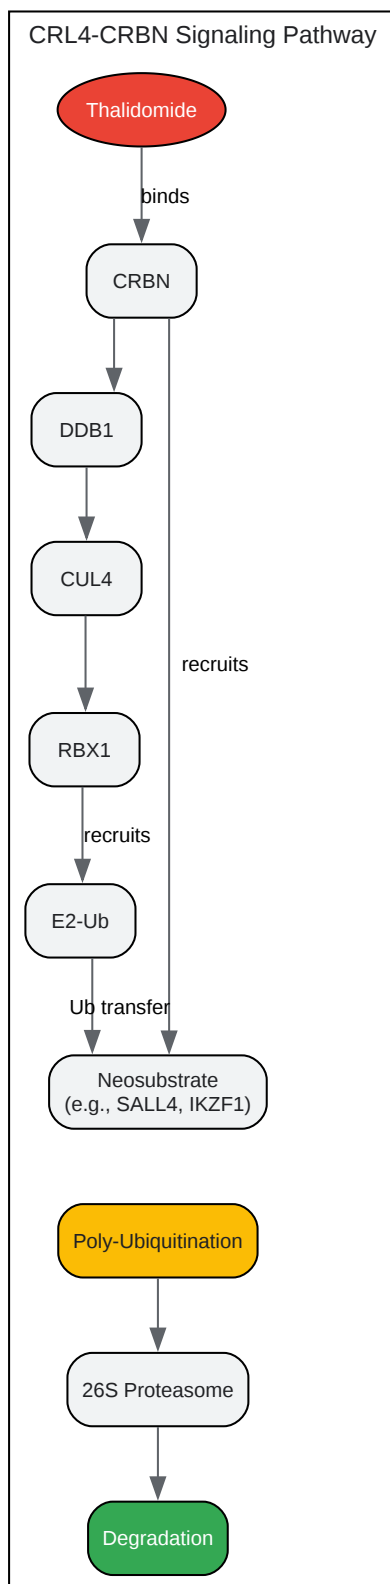 CRL4-CRBN Signaling Pathway
Thalidomide
binds
CRBN
DDB1
CUL4
recruits
RBX1
recruits
E2-Ub
Ub transfer
Neosubstrate
(e.g., SALL4, IKZF1)
Poly-Ubiquitination
26S Proteasome
Degradation